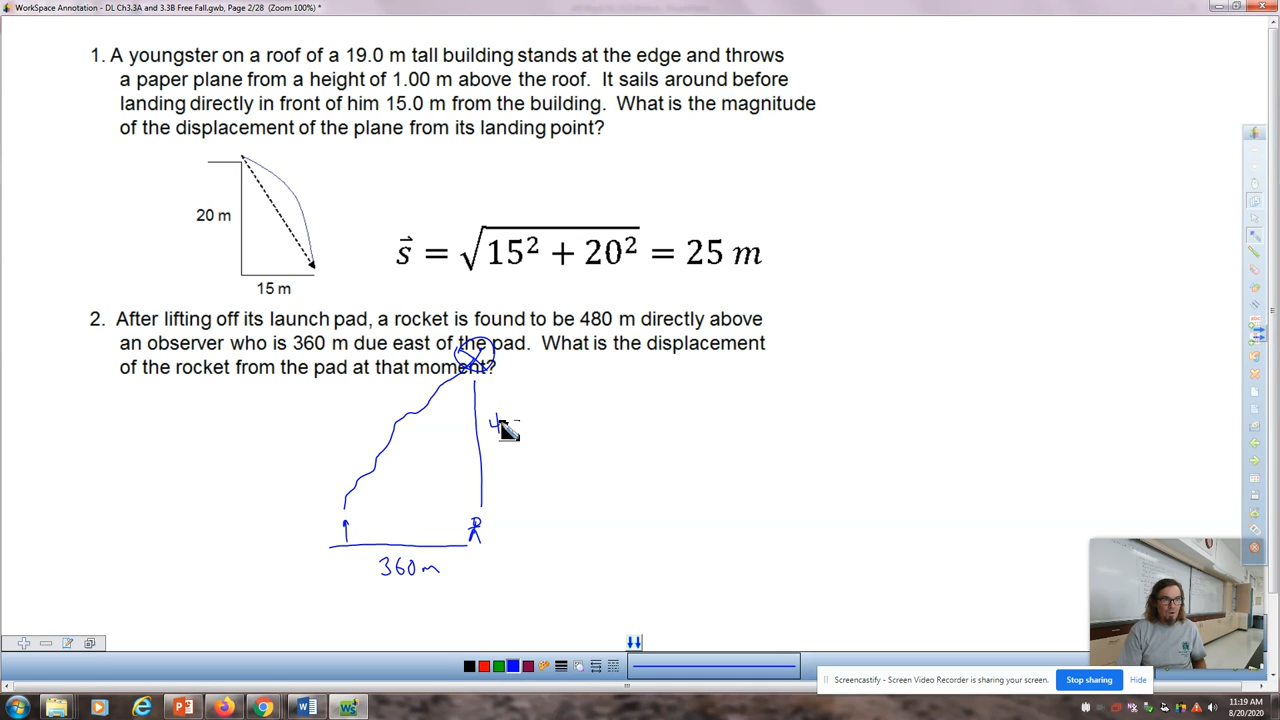 WorkSpace Annotation - DL Ch3.3A and 3.3B Free Fall.gwb, Page 2/28 (Zoom 100%) *
1. A youngster on a roof of a 19.0 m tall building stands at the edge and throws
a paper plane from a height of 1.00 m above the roof. It sails around before
landing directly in front of him 15.0 m from the building. What is the magnitude
of the displacement of the plane from its landing point?
20 m
s⃗ = √15² + 20² = 25 m
15 m
2. After lifting off its launch pad, a rocket is found to be 480 m directly above
an observer who is 360 m due east of the pad. What is the displacement
of the rocket from the pad at that moment?
4
360 m
Screencastify - Screen Video Recorder is sharing your screen.
Stop sharing
Hide
11:19 AM
8/20/2020